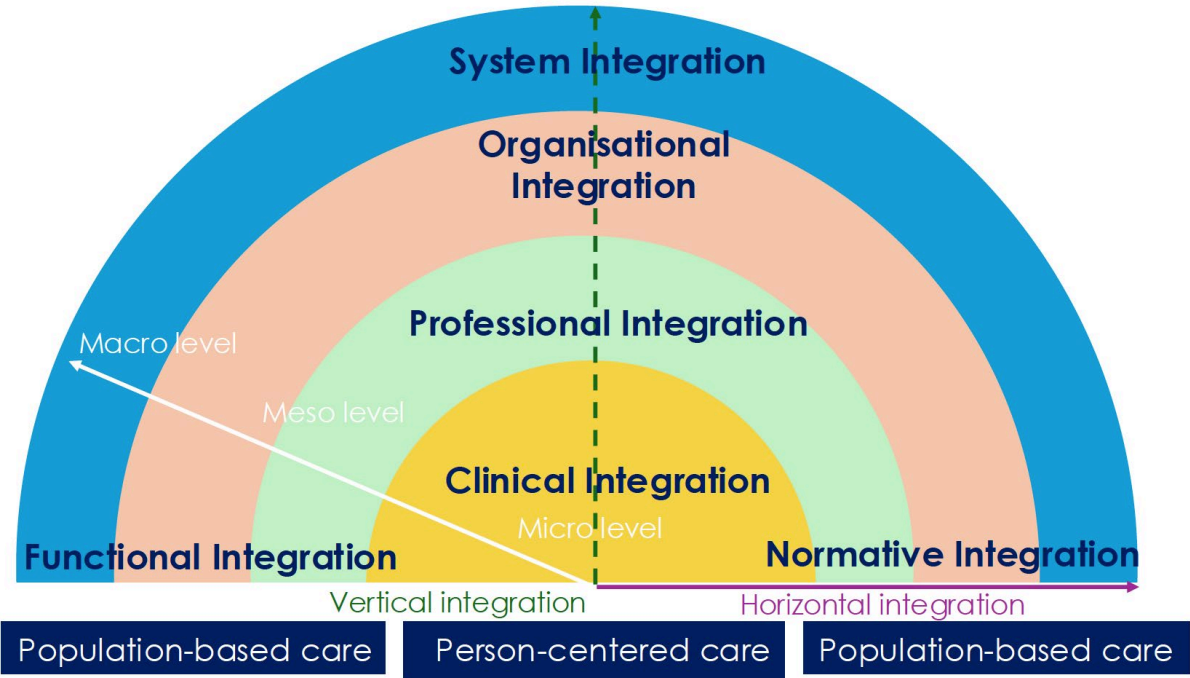 System Integration
Organisational
Integration
Professional Integration
Macro level
Meso level
Clinical Integration
Micro level
Functional Integration
Normative Integration
Vertical integration
Horizontal integration
Population-based care
Person-centered care
Population-based care